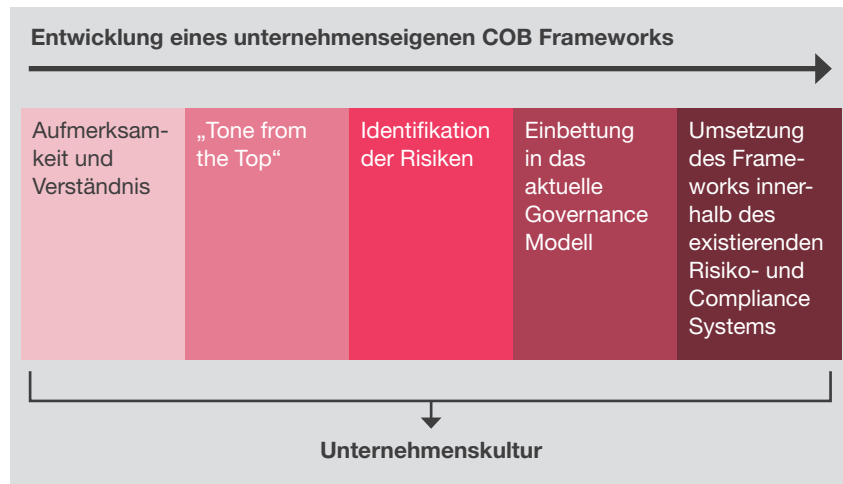 Entwicklung eines unternehmenseigenen COB Frameworks
Aufmerksam-
keit und
Verständnis
„Tone from
the Top“
Identifikation
der Risiken
Einbettung
in das
aktuelle
Governance
Modell
Umsetzung
des Frame-
works inner-
halb des
existierenden
Risiko- und
Compliance
Systems
Unternehmenskultur